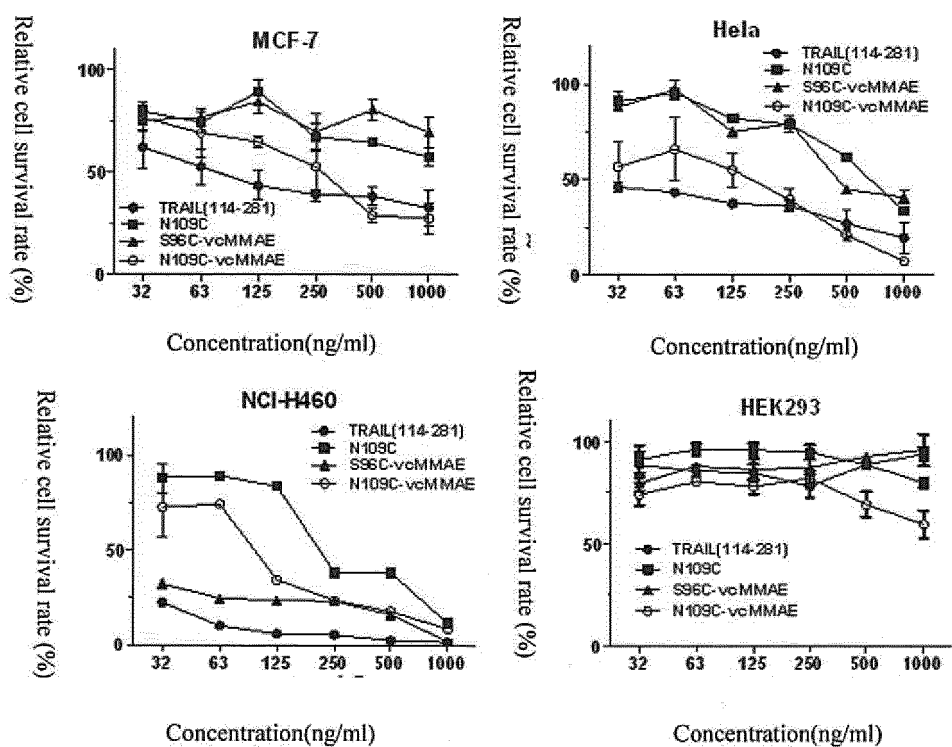 MCF-7
Relative cell survival rate (%)
100
50
0
TRAIL(114-281)
N109C
S96C-vcMMAE
N109C-vcMMAE
32 63 125 250 500 1000
Concentration(ng/ml)
Hela
Relative cell survival rate (%)
TRAIL(114-281)
N109C
S96C-vcMMAE
N109C-vcMMAE
100
50
0
32 63 125 250 500 1000
Concentration(ng/ml)
NCI-H460
Relative cell survival rate (%)
TRAIL(114-281)
N109C
S96C-vcMMAE
N109C-vcMMAE
100
50
0
32 63 125 250 500 1000
Concentration(ng/ml)
HEK293
Relative cell survival rate (%)
100
50
0
TRAIL(114-281)
N109C
S96C-vcMMAE
N109C-vcMMAE
32 63 125 250 500 1000
Concentration(ng/ml)